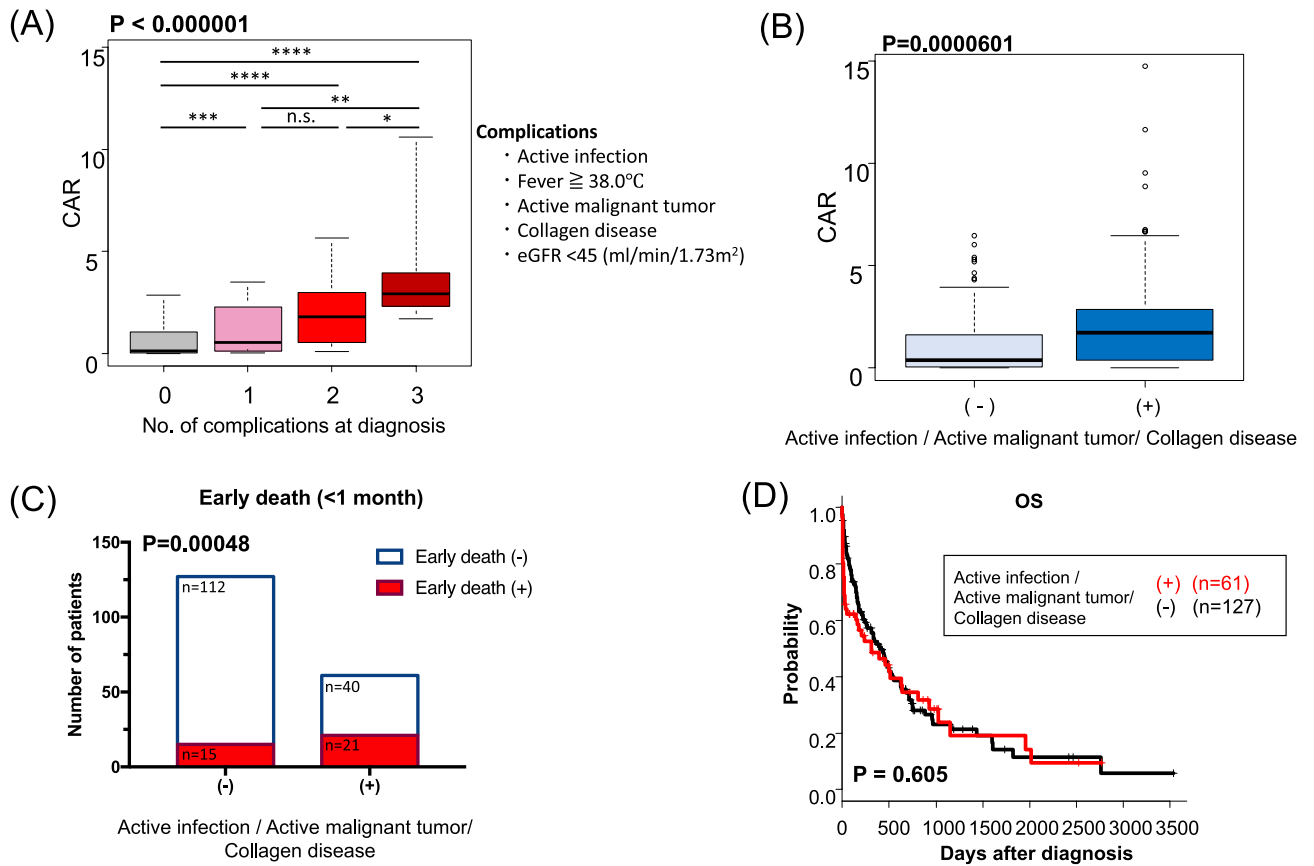 (A)
P < 0.000001
15
10
5
0
CAR
****
****
**
***
n.s.
*
0 1 2 3
No. of complications at diagnosis
Complications
・Active infection
・Fever ≧ 38.0℃
・Active malignant tumor
・Collagen disease
・eGFR <45 (ml/min/1.73m²)
(B)
P=0.0000601
15
10
5
0
CAR
(-) (+)
Active infection / Active malignant tumor/ Collagen disease
(C)
Early death (<1 month)
P=0.00048
150
100
50
0
Number of patients
n=112
n=15
n=40
n=21
Early death (-)
Early death (+)
(-) (+)
Active infection / Active malignant tumor/
Collagen disease
(D)
OS
1.0
0.8
0.6
0.4
0.2
0.0
Probability
Active infection /
Active malignant tumor/
Collagen disease
(+) (n=61)
(-) (n=127)
P = 0.605
0 500 1000 1500 2000 2500 3000 3500
Days after diagnosis